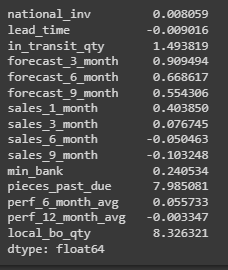 national_inv 0.008059
lead_time -0.009016
in_transit_qty 1.493819
forecast_3_month 0.909494
forecast_6_month 0.668617
forecast_9_month 0.554306
sales_1_month 0.403850
sales_3_month 0.076745
sales_6_month -0.050463
sales_9_month -0.103248
min_bank 0.240534
pieces_past_due 7.985081
perf_6_month_avg 0.055733
perf_12_month_avg -0.003347
local_bo_qty 8.326321
dtype: float64